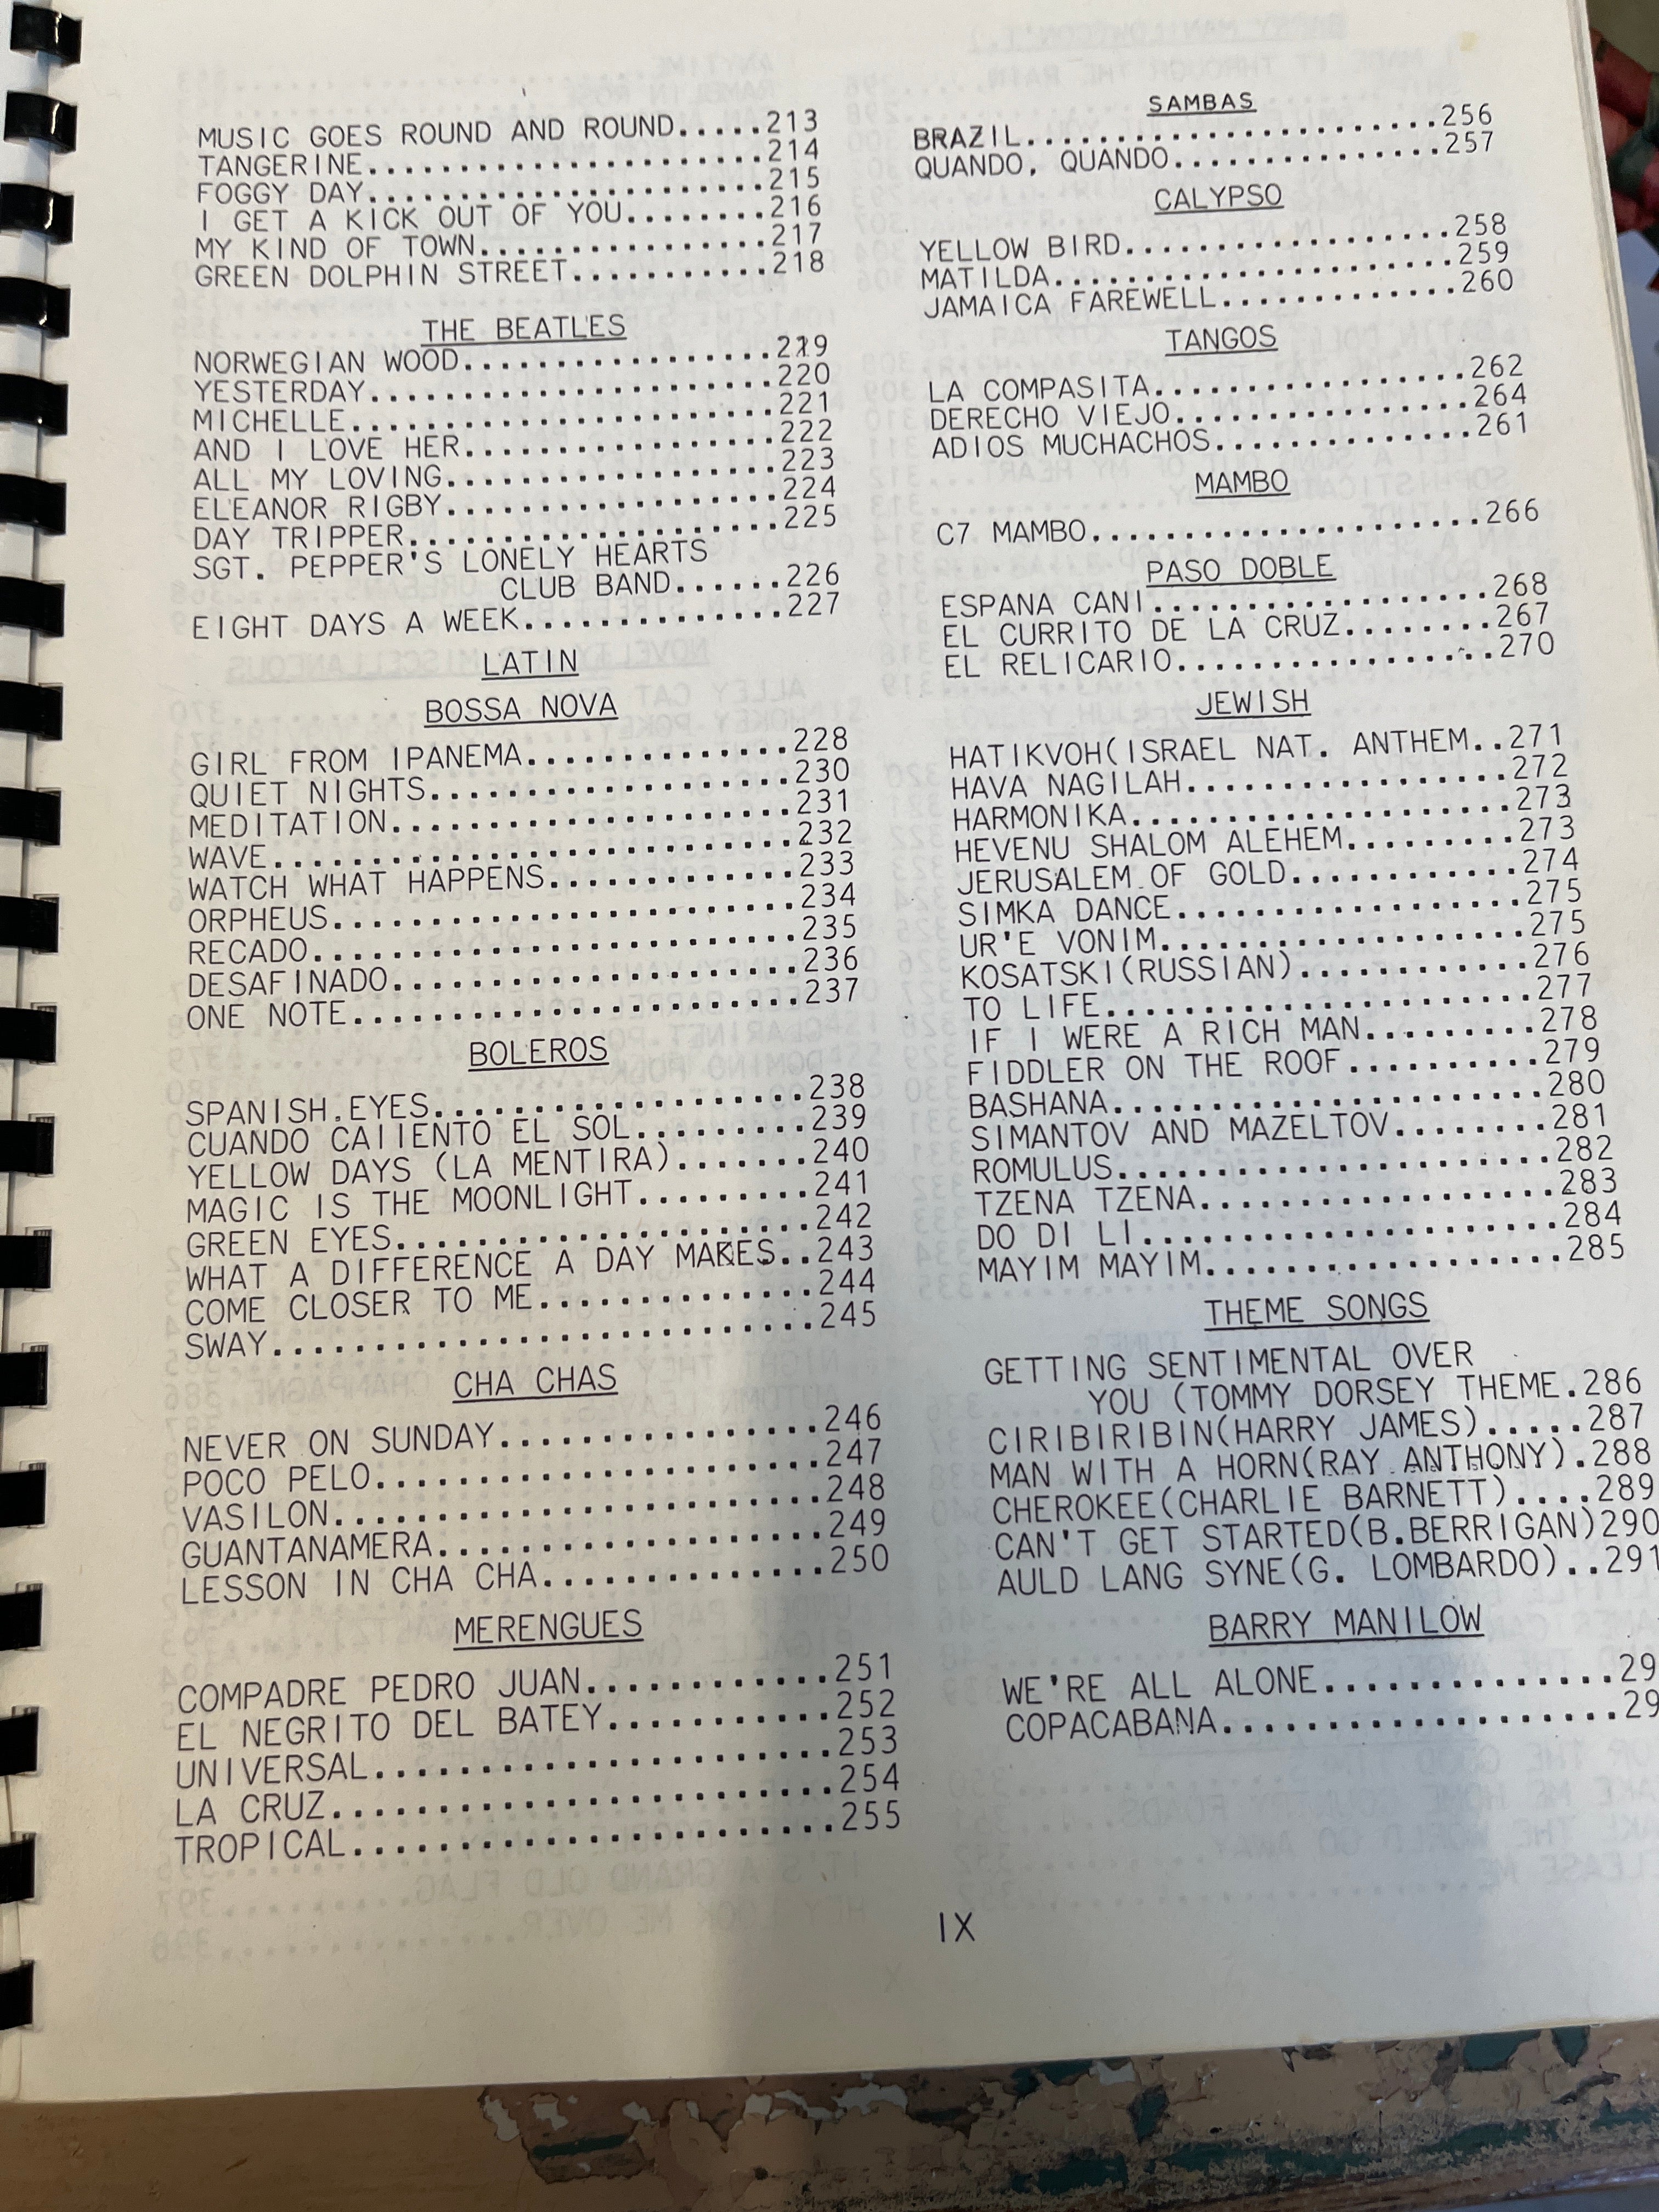 MUSIC GOES ROUND AND ROUND.....213
TANGERINE......................214
FOGGY DAY......................215
I GET A KICK OUT OF YOU........216
MY KIND OF TOWN................217
GREEN DOLPHIN STREET...........218
THE BEATLES
NORWEGIAN WOOD.................219
YESTERDAY......................220
MICHELLE.......................221
AND I LOVE HER.................222
ALL MY LOVING..................223
ELEANOR RIGBY..................224
DAY TRIPPER....................225
SGT. PEPPER'S LONELY HEARTS
CLUB BAND......226
EIGHT DAYS A WEEK..............227
LATIN
BOSSA NOVA
GIRL FROM IPANEMA..............228
QUIET NIGHTS...................230
MEDITATION.....................231
WAVE...........................232
WATCH WHAT HAPPENS.............233
ORPHEUS........................234
RECADO.........................235
DESAFINADO.....................236
ONE NOTE.......................237
BOLEROS
SPANISH EYES...................238
CUANDO CALIENTO EL SOL.........239
YELLOW DAYS (LA MENTIRA).......240
MAGIC IS THE MOONLIGHT.........241
GREEN EYES.....................242
WHAT A DIFFERENCE A DAY MAKES..243
COME CLOSER TO ME..............244
SWAY...........................245
CHA CHAS
NEVER ON SUNDAY................246
POCO PELO......................247
VASILON........................248
GUANTANAMERA...................249
LESSON IN CHA CHA..............250
MERENGUES
COMPADRE PEDRO JUAN............251
EL NEGRITO DEL BATEY...........252
UNIVERSAL......................253
LA CRUZ........................254
TROPICAL.......................255
SAMBAS
BRAZIL.........................256
QUANDO, QUANDO.................257
CALYPSO
YELLOW BIRD....................258
MATILDA........................259
JAMAICA FAREWELL...............260
TANGOS
LA COMPASITA...................262
DERECHO VIEJO..................264
ADIOS MUCHACHOS................261
MAMBO
C7 MAMBO.......................266
PASO DOBLE
ESPANA CANI....................268
EL CURRITO DE LA CRUZ..........267
EL RELICARIO...................270
JEWISH
HATIKVOH(ISRAEL NAT. ANTHEM..271
HAVA NAGILAH...................272
HARMONIKA......................273
HEVENU SHALOM ALEHEM...........273
JERUSALEM OF GOLD..............274
SIMKA DANCE....................275
UR'E VONIM.....................275
KOSATSKI(RUSSIAN)..............276
TO LIFE........................277
IF I WERE A RICH MAN...........278
FIDDLER ON THE ROOF............279
BASHANA........................280
SIMANTOV AND MAZELTOV..........281
ROMULUS........................282
TZENA TZENA....................283
DO DI LI.......................284
MAYIM MAYIM....................285
THEME SONGS
GETTING SENTIMENTAL OVER
YOU (TOMMY DORSEY THEME.286
CIRIBIRIBIN(HARRY JAMES).....287
MAN WITH A HORN(RAY ANTHONY).288
CHEROKEE(CHARLIE BARNETT)....289
CAN'T GET STARTED(B.BERRIGAN)290
AULD LANG SYNE(G. LOMBARDO)..291
BARRY MANILOW
WE'RE ALL ALONE...............29
COPACABANA....................29
IX